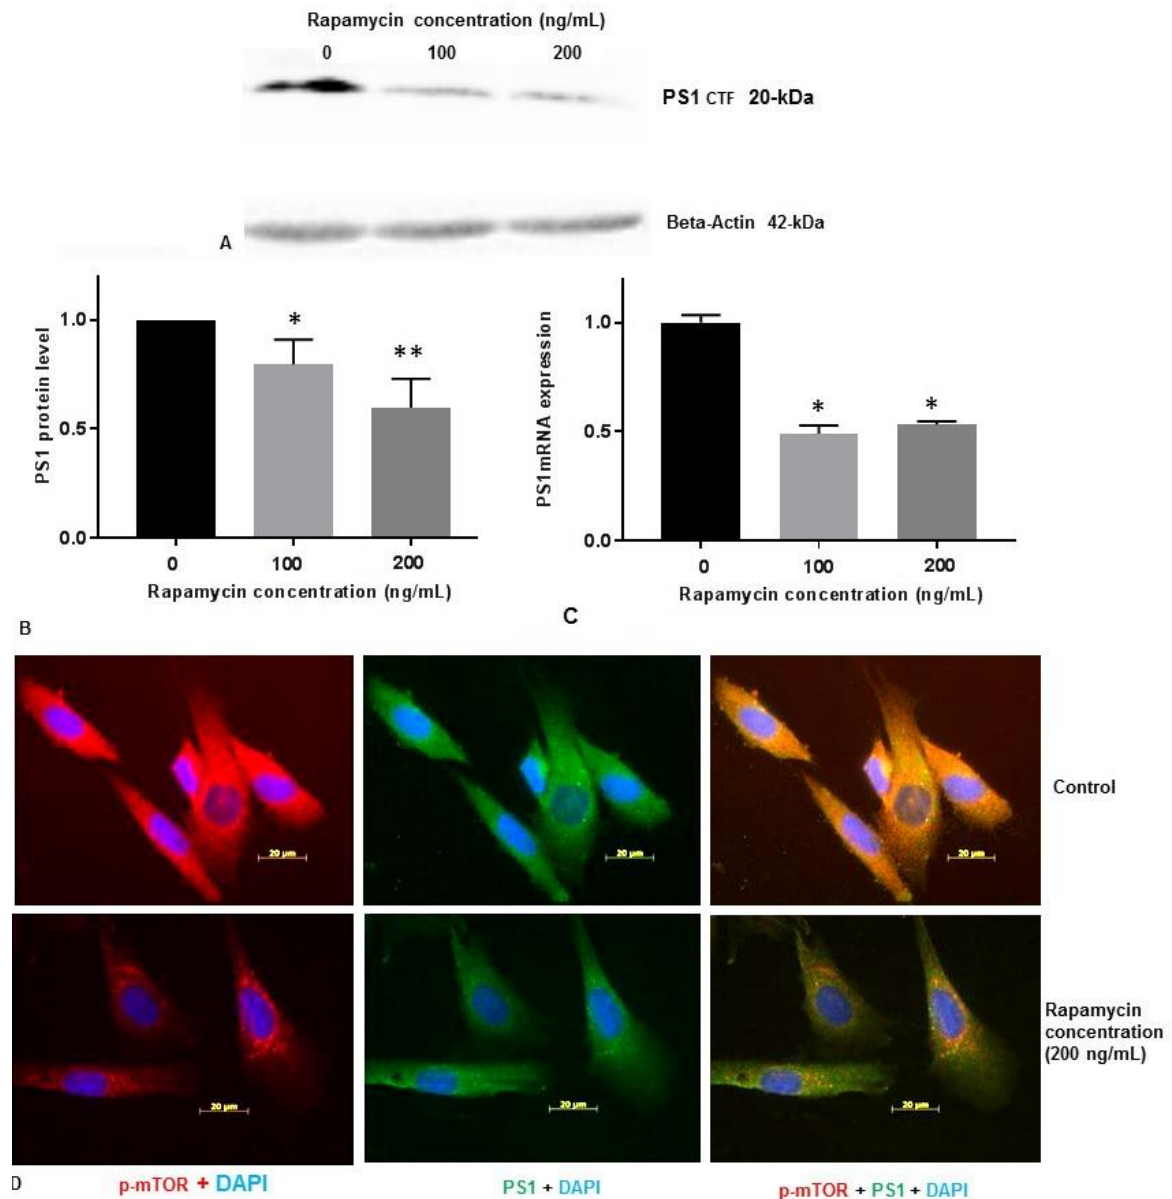 Rapamycin concentration (ng/mL)
0 100 200
PS1 CTF 20-kDa
Beta-Actin 42-kDa
A
PS1 protein level
1.0
0.5
0.0
*
**
0 100 200
Rapamycin concentration (ng/mL)
B
PS1mRNA expression
1.0
0.5
0.0
*
*
0 100 200
Rapamycin concentration (ng/mL)
C
20 µm
20 µm
20 µm
Control
20 µm
20 µm
20 µm
Rapamycin
concentration
(200 ng/mL)
D
p-mTOR + DAPI
PS1 + DAPI
p-mTOR + PS1 + DAPI